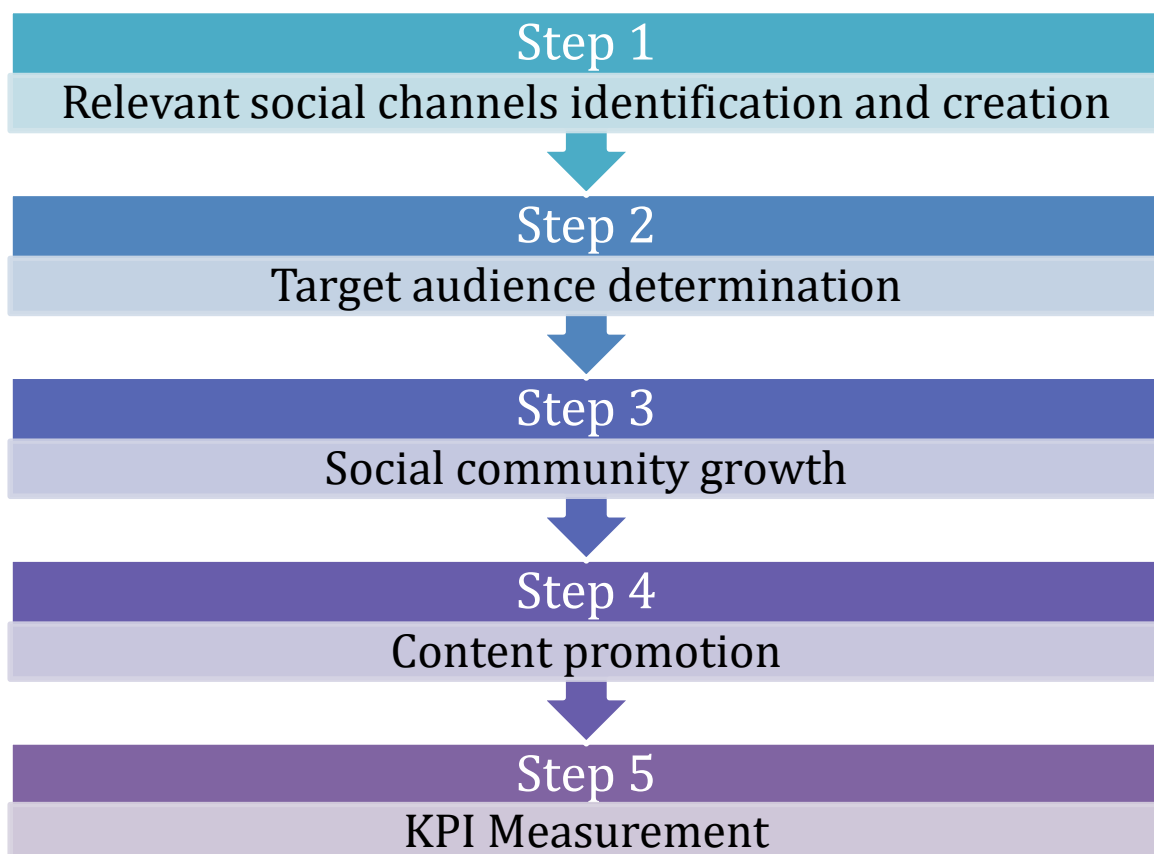 Step 1
Relevant social channels identification and creation
Step 2
Target audience determination
Step 3
Social community growth
Step 4
Content promotion
Step 5
KPI Measurement